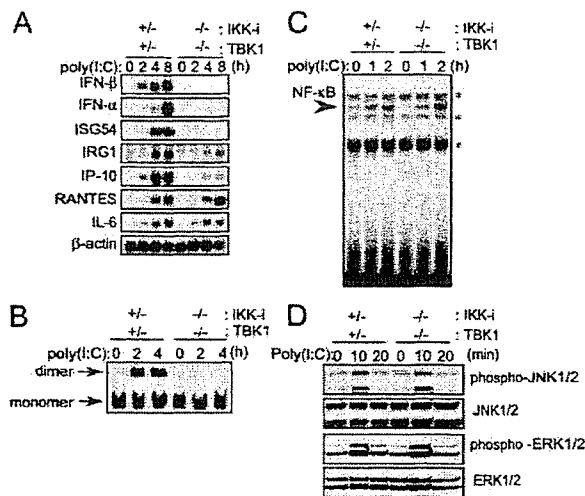 A
+/- -/- : IKK-i
+/- -/- : TBK1
poly(I:C) 0 2 4 8 0 2 4 8 (h)
IFN-β
IFN-α
ISG54
IRG1
IP-10
RANTES
IL-6
β-actin
B
+/- -/- : IKK-i
+/- -/- : TBK1
poly(I:C) 0 2 4 0 2 4 (h)
dimer
monomer
C
+/- -/- : IKK-i
+/- -/- : TBK1
poly(I:C) 0 1 2 0 1 2 (h)
NF-κB
*
*
*
D
+/- -/- : IKK-i
+/- -/- : TBK1
Poly(I:C) 0 10 20 0 10 20 (min)
phospho-JNK1/2
JNK1/2
phospho-ERK1/2
ERK1/2